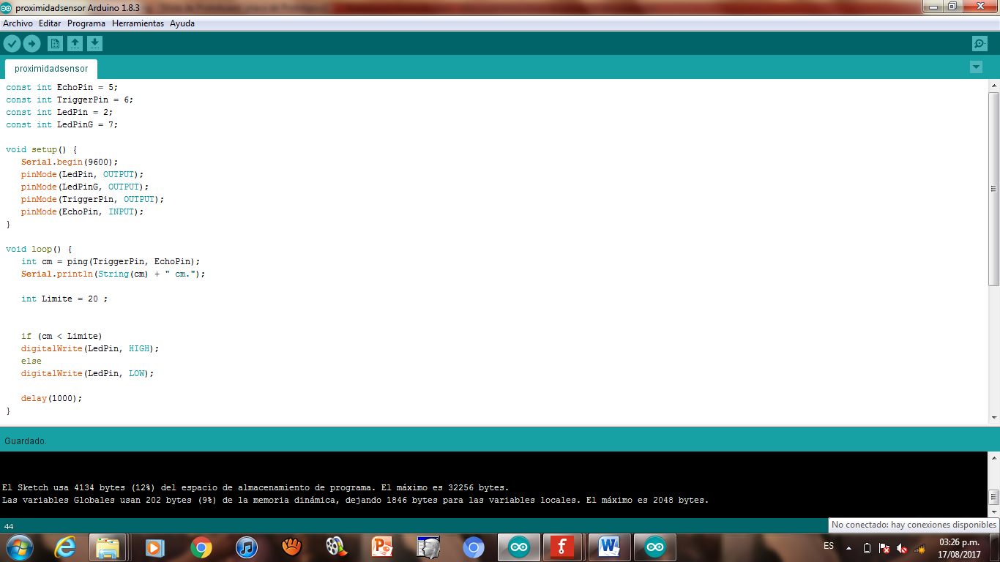 proximidadsensor Arduino 1.8.3
Archivo Editar Programa Herramientas Ayuda
proximidadsensor
const int EchoPin = 5;
const int TriggerPin = 6;
const int LedPin = 2;
const int LedPinG = 7;
void setup() {
Serial.begin(9600);
pinMode(LedPin, OUTPUT);
pinMode(LedPinG, OUTPUT);
pinMode(TriggerPin, OUTPUT);
pinMode(EchoPin, INPUT);
}
void loop() {
int cm = ping(TriggerPin, EchoPin);
Serial.println(String(cm) + " cm.");
int Limite = 20 ;
if (cm < Limite)
digitalWrite(LedPin, HIGH);
else
digitalWrite(LedPin, LOW);
delay(1000);
}
Guardado.
El Sketch usa 4134 bytes (12%) del espacio de almacenamiento de programa. El máximo es 32256 bytes.
Las variables Globales usan 202 bytes (9%) de la memoria dinámica, dejando 1846 bytes para las variables locales. El máximo es 2048 bytes.
44
No conectado: hay conexiones disponibles
ES
03:26 p.m.
17/08/2017